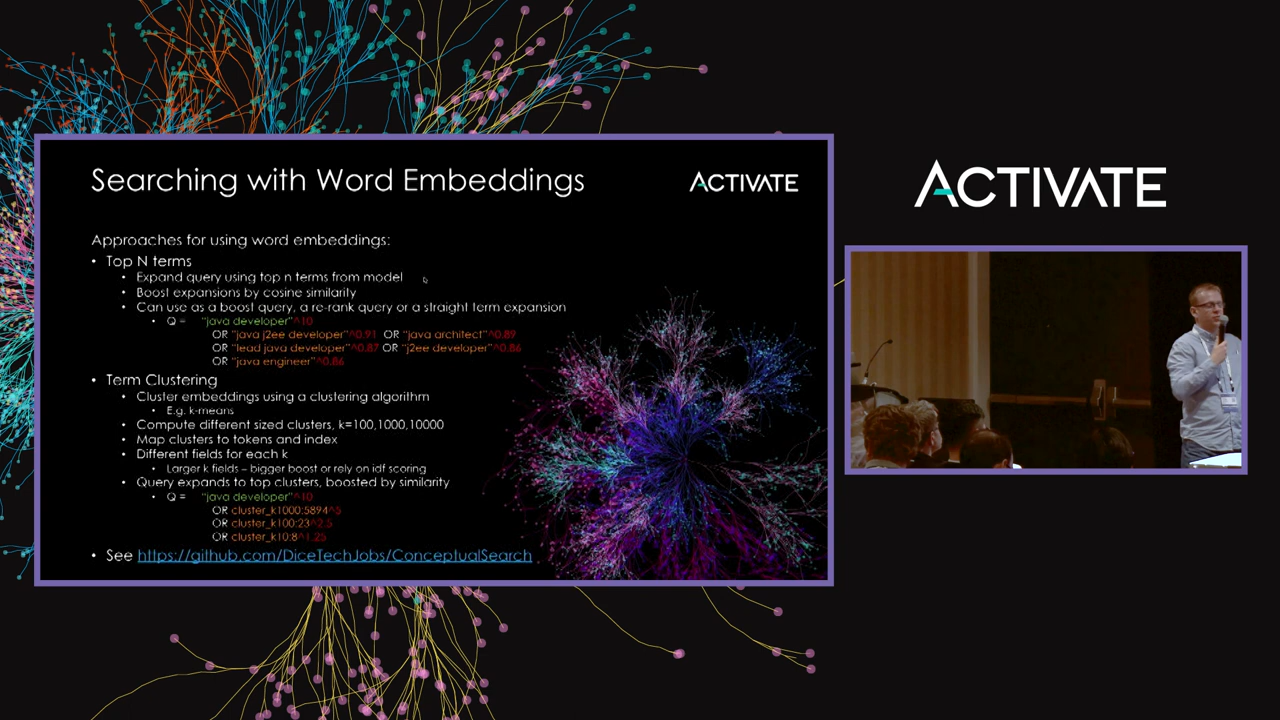 Searching with Word Embeddings
ACTIVATE
Approaches for using word embeddings:
• Top N terms
• Expand query using top n terms from model
• Boost expansions by cosine similarity
• Can use as a boost query, a re-rank query or a straight term expansion
• Q = "java developer"^10
OR "java j2ee developer"^0.91 OR "java architect"^0.89
OR "lead java developer"^0.87 OR "j2ee developer"^0.86
OR "java engineer"^0.86
• Term Clustering
• Cluster embeddings using a clustering algorithm
• E.g. k-means
• Compute different sized clusters, k=100,1000,10000
• Map clusters to tokens and index
• Different fields for each k
• Larger k fields – bigger boost or rely on idf scoring
• Query expands to top clusters, boosted by similarity
• Q = "java developer"^10
OR cluster_k1000:5894^5
OR cluster_k100:23^2.5
OR cluster_k10:8^1.25
• See https://github.com/DiceTechJobs/ConceptualSearch
ACTIVATE